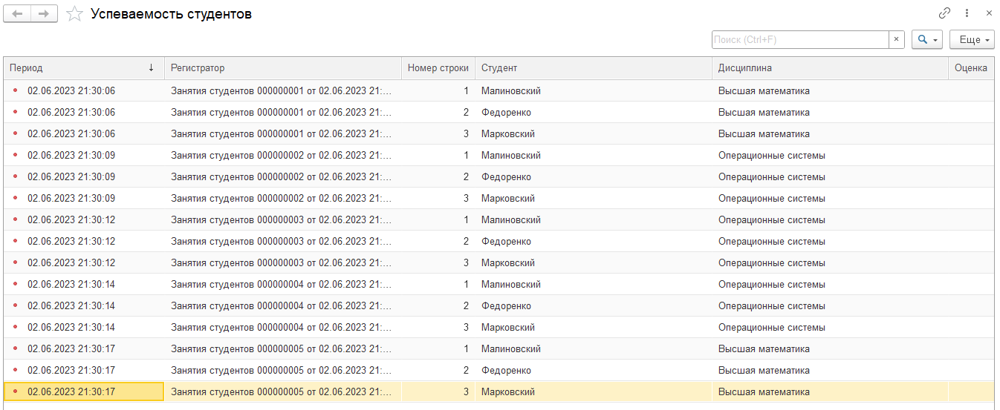 Успеваемость студентов
Поиск (Ctrl+F) × Еще
Период ↓ Регистратор Номер строки Студент Дисциплина Оценка
02.06.2023 21:30:06 Занятия студентов 000000001 от 02.06.2023 21:... 1 Малиновский Высшая математика
02.06.2023 21:30:06 Занятия студентов 000000001 от 02.06.2023 21:... 2 Федоренко Высшая математика
02.06.2023 21:30:06 Занятия студентов 000000001 от 02.06.2023 21:... 3 Марковский Высшая математика
02.06.2023 21:30:09 Занятия студентов 000000002 от 02.06.2023 21:... 1 Малиновский Операционные системы
02.06.2023 21:30:09 Занятия студентов 000000002 от 02.06.2023 21:... 2 Федоренко Операционные системы
02.06.2023 21:30:09 Занятия студентов 000000002 от 02.06.2023 21:... 3 Марковский Операционные системы
02.06.2023 21:30:12 Занятия студентов 000000003 от 02.06.2023 21:... 1 Малиновский Операционные системы
02.06.2023 21:30:12 Занятия студентов 000000003 от 02.06.2023 21:... 2 Федоренко Операционные системы
02.06.2023 21:30:12 Занятия студентов 000000003 от 02.06.2023 21:... 3 Марковский Операционные системы
02.06.2023 21:30:14 Занятия студентов 000000004 от 02.06.2023 21:... 1 Малиновский Операционные системы
02.06.2023 21:30:14 Занятия студентов 000000004 от 02.06.2023 21:... 2 Федоренко Операционные системы
02.06.2023 21:30:14 Занятия студентов 000000004 от 02.06.2023 21:... 3 Марковский Операционные системы
02.06.2023 21:30:17 Занятия студентов 000000005 от 02.06.2023 21:... 1 Малиновский Высшая математика
02.06.2023 21:30:17 Занятия студентов 000000005 от 02.06.2023 21:... 2 Федоренко Высшая математика
02.06.2023 21:30:17 Занятия студентов 000000005 от 02.06.2023 21:... 3 Марковский Высшая математика